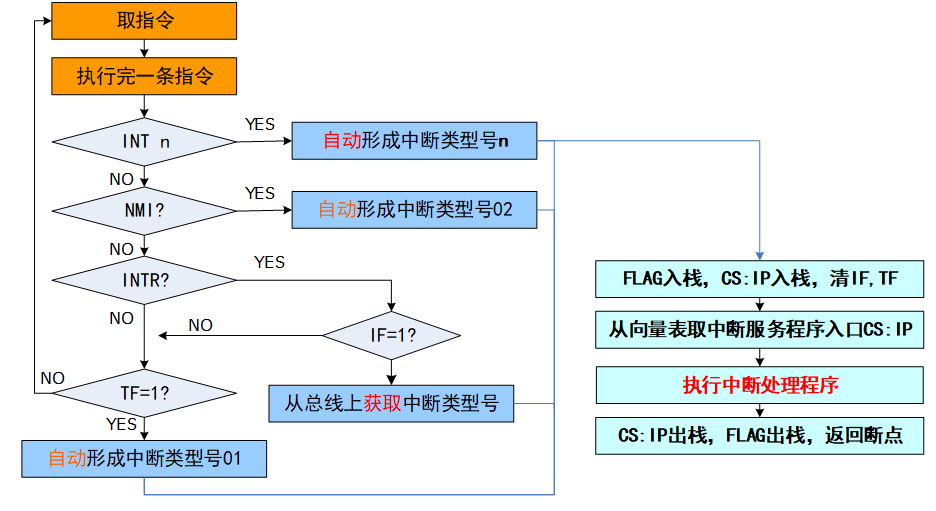 取指令
执行完一条指令
INT n
YES
自动形成中断类型号n
NO
NMI?
YES
自动形成中断类型号02
NO
INTR?
YES
NO
IF=1?
NO
TF=1?
NO
YES
从总线上获取中断类型号
自动形成中断类型号01
FLAG入栈，CS:IP入栈，清IF,TF
从向量表取中断服务程序入口CS:IP
执行中断处理程序
CS:IP出栈，FLAG出栈，返回断点